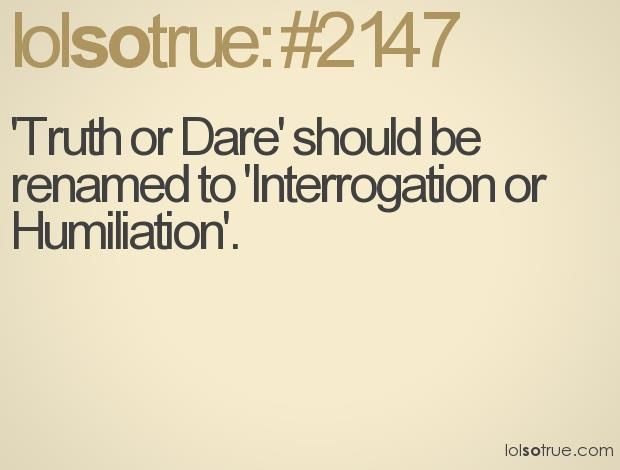 lolsotrue: #2147
'Truth or Dare' should be
renamed to 'Interrogation or
Humiliation'.
lolsotrue.com